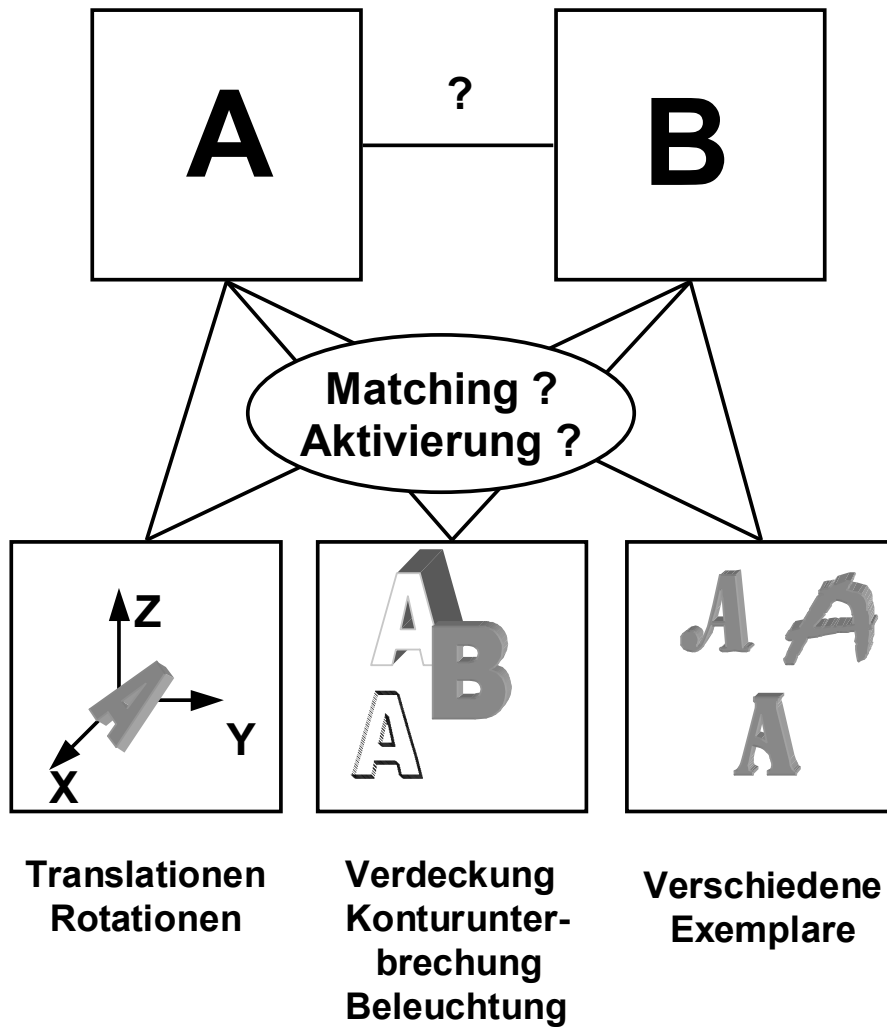 A
?
B
Matching ?
Aktivierung ?
Z
Y
X
A
A
B
A
A
A
A
Translationen
Rotationen
Verdeckung
Konturunter-
brechung
Beleuchtung
Verschiedene
Exemplare